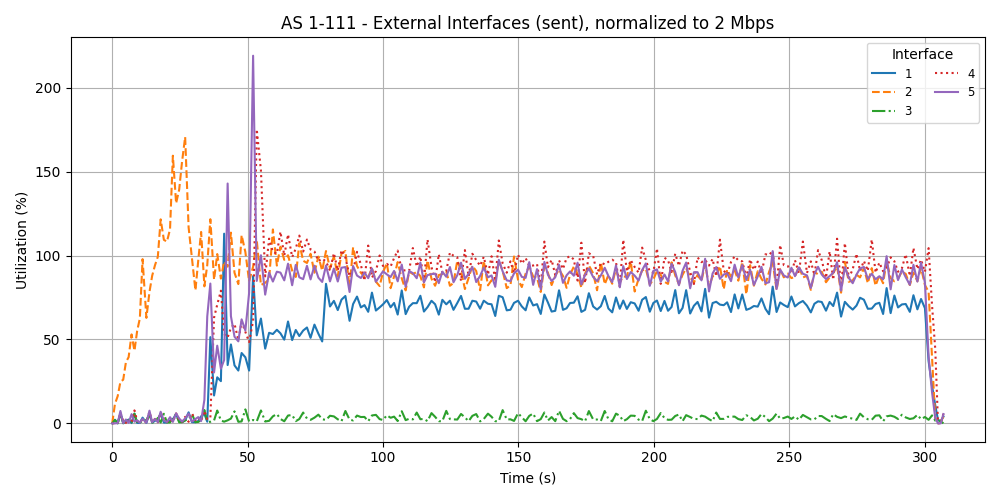 AS 1-111 - External Interfaces (sent), normalized to 2 Mbps
Interface
1
2
3
4
5
Utilization (%)
200
150
100
50
0
0 50 100 150 200 250 300
Time (s)